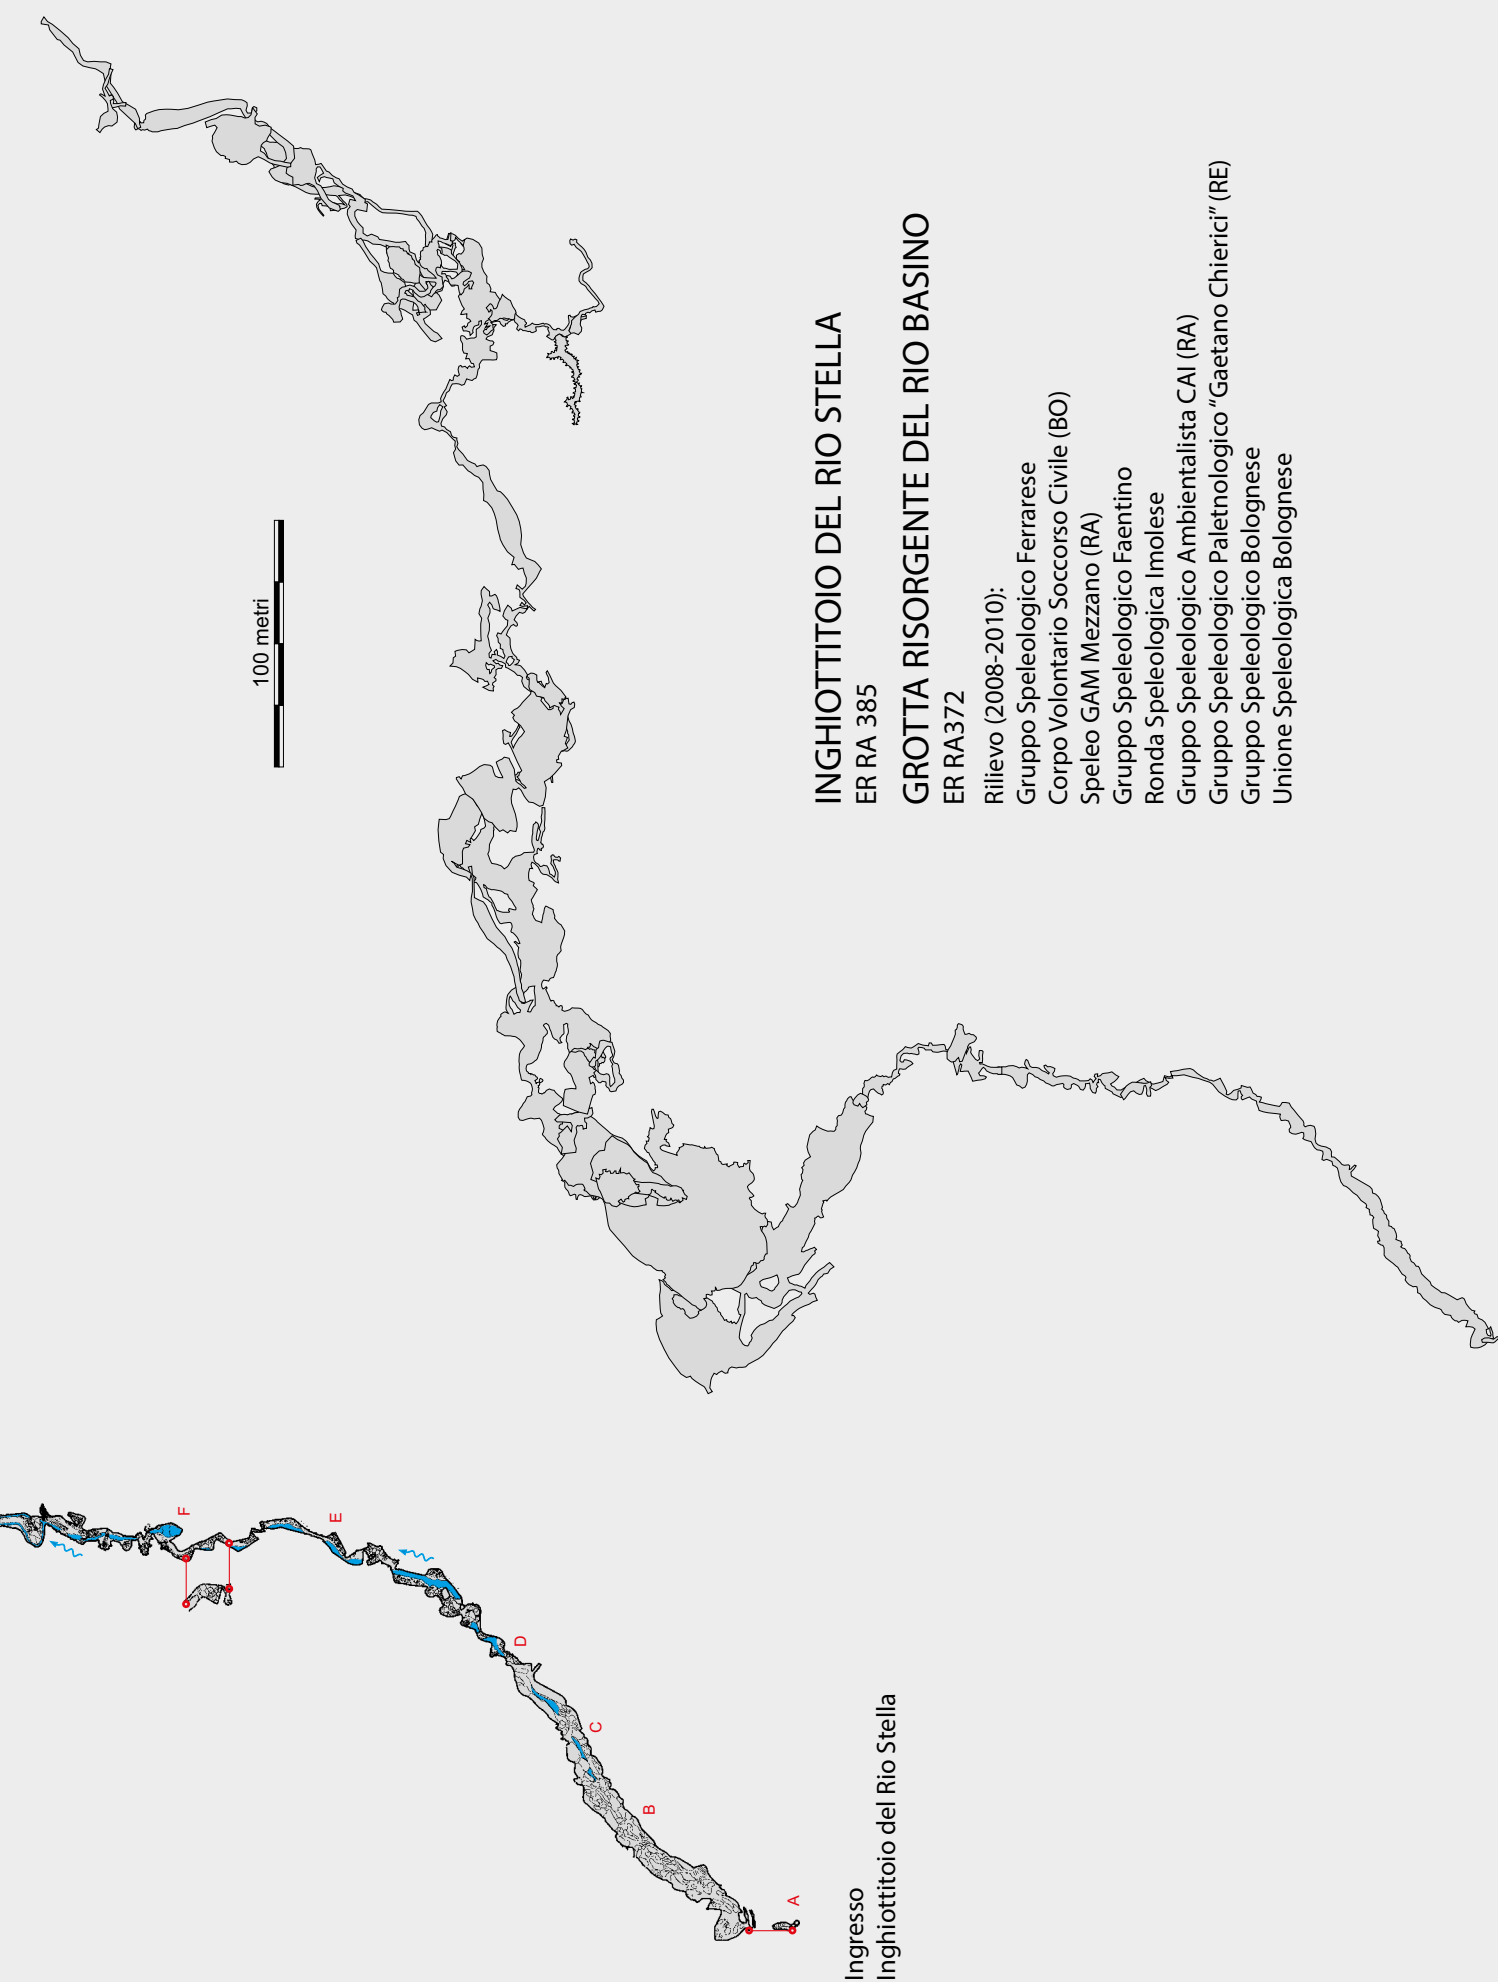 100 metri
INGHIOTTITOIO DEL RIO STELLA
ER RA 385
GROTTA RISORGENTE DEL RIO BASINO
ER RA372
Rilievo (2008-2010):
Gruppo Speleologico Ferrarese
Corpo Volontario Soccorso Civile (BO)
Speleo GAM Mezzano (RA)
Gruppo Speleologico Faentino
Ronda Speleologica Imolese
Gruppo Speleologico Ambientalista CAI (RA)
Gruppo Speleologico Paletnologico “Gaetano Chierici” (RE)
Gruppo Speleologico Bolognese
Unione Speleologica Bolognese
F
E
D
C
B
A
Ingresso
Inghiottitoio del Rio Stella